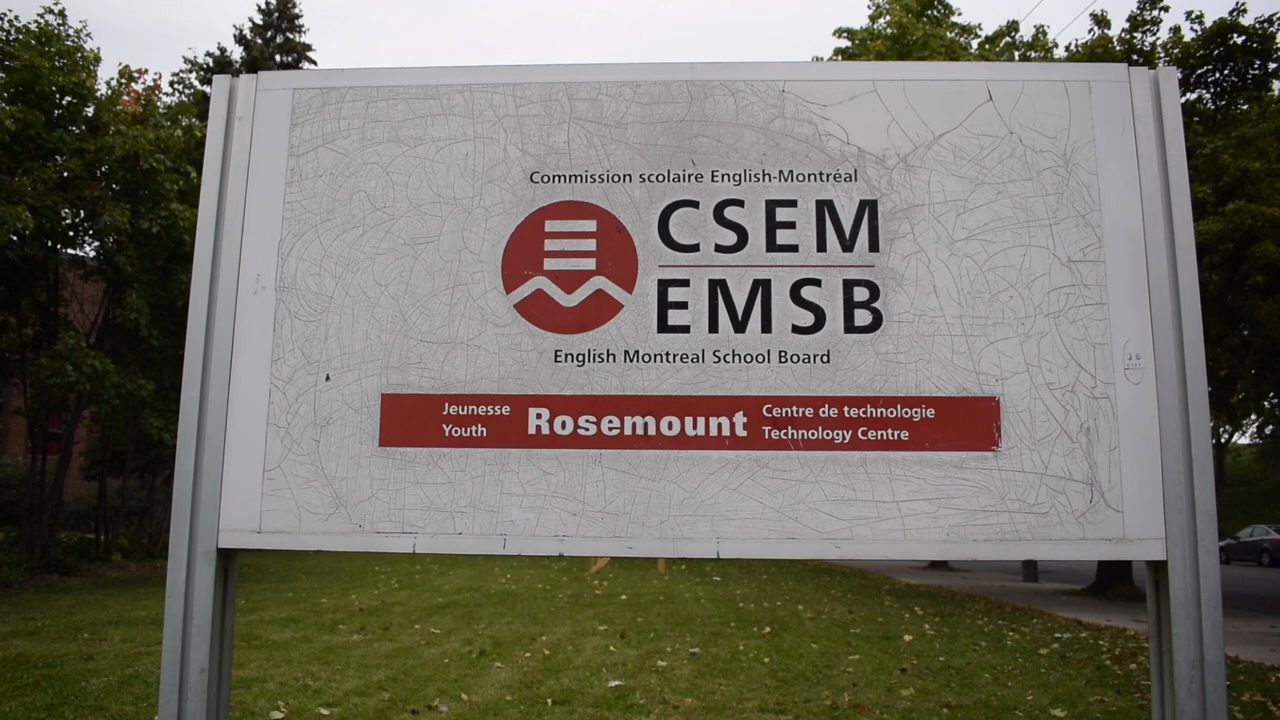 Commission scolaire English-Montréal
CSEM
EMSB
English Montreal School Board
Jeunesse
Youth
Rosemount
Centre de technologie
Technology Centre